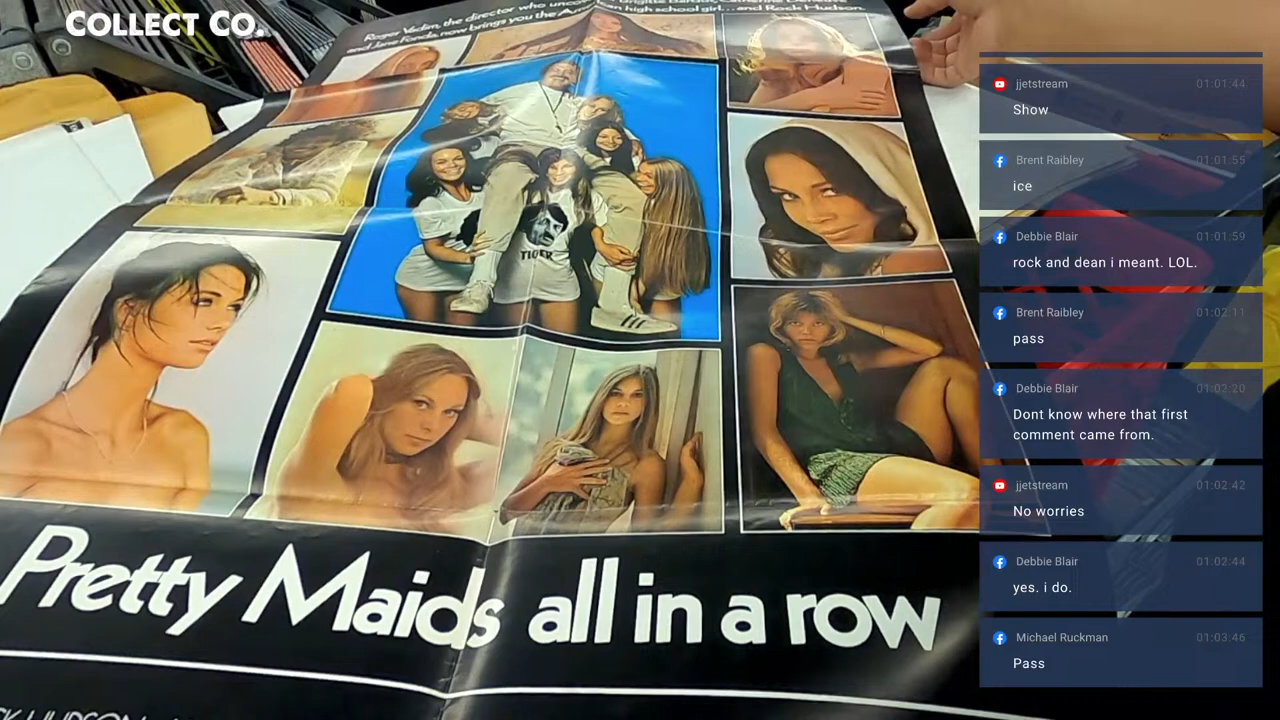 COLLECT CO.
Roger Vadim, the director who
Brigitte Bardot, Catherine Deneuve
and Jane Fonda, now brings you the
high school girl... and Rock Hudson.
TIGER
Pretty Maids all in a row
jjetstream 01:01:44
Show
Brent Raibley 01:01:55
ice
Debbie Blair 01:01:59
rock and dean i meant. LOL.
Brent Raibley 01:02:11
pass
Debbie Blair 01:02:20
Dont know where that first
comment came from.
jjetstream 01:02:42
No worries
Debbie Blair 01:02:44
yes. i do.
Michael Ruckman 01:03:46
Pass